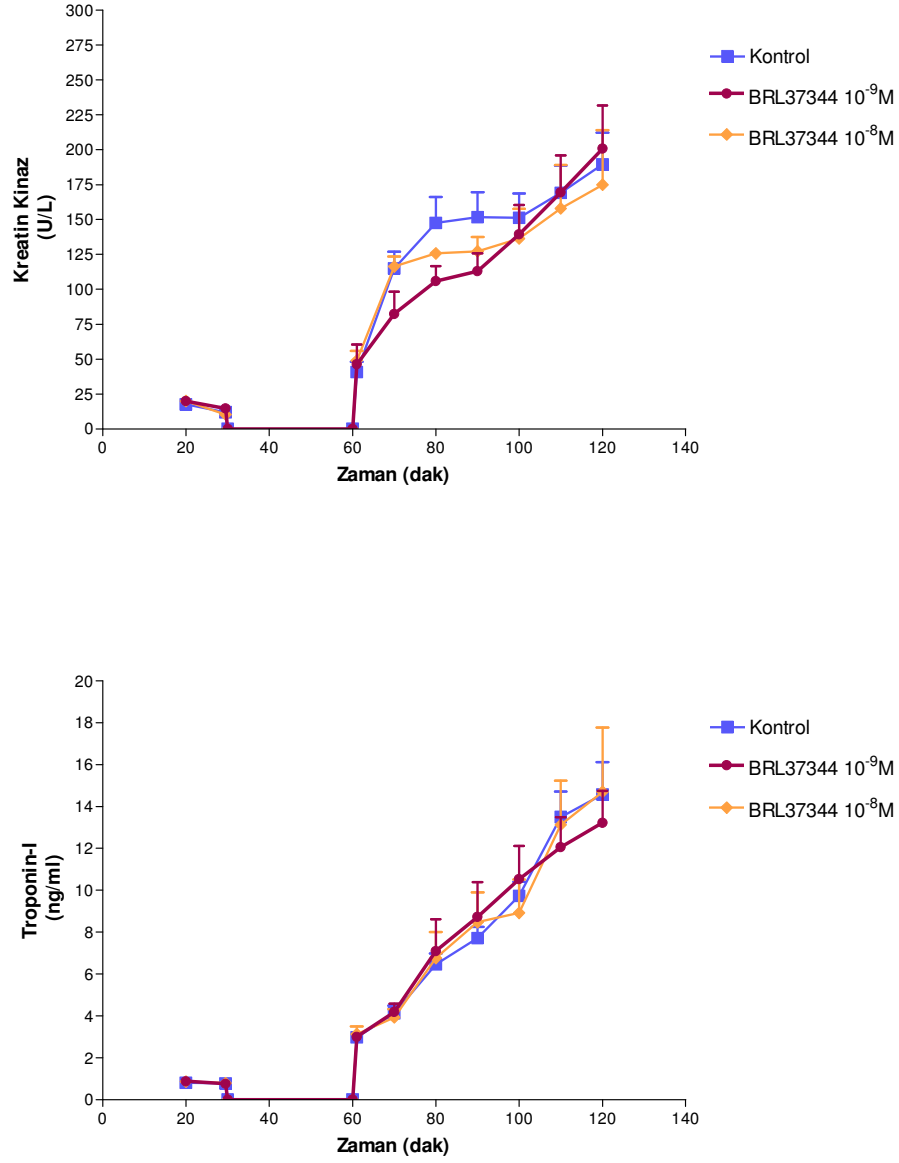 300
275
250
225
200
175
150
125
100
75
50
25
0
Kreatin Kinaz
(U/L)
0 20 40 60 80 100 120 140
Zaman (dak)
Kontrol
BRL37344 10⁻⁹M
BRL37344 10⁻⁸M
20
18
16
14
12
10
8
6
4
2
0
Troponin-I
(ng/ml)
0 20 40 60 80 100 120 140
Zaman (dak)
Kontrol
BRL37344 10⁻⁹M
BRL37344 10⁻⁸M